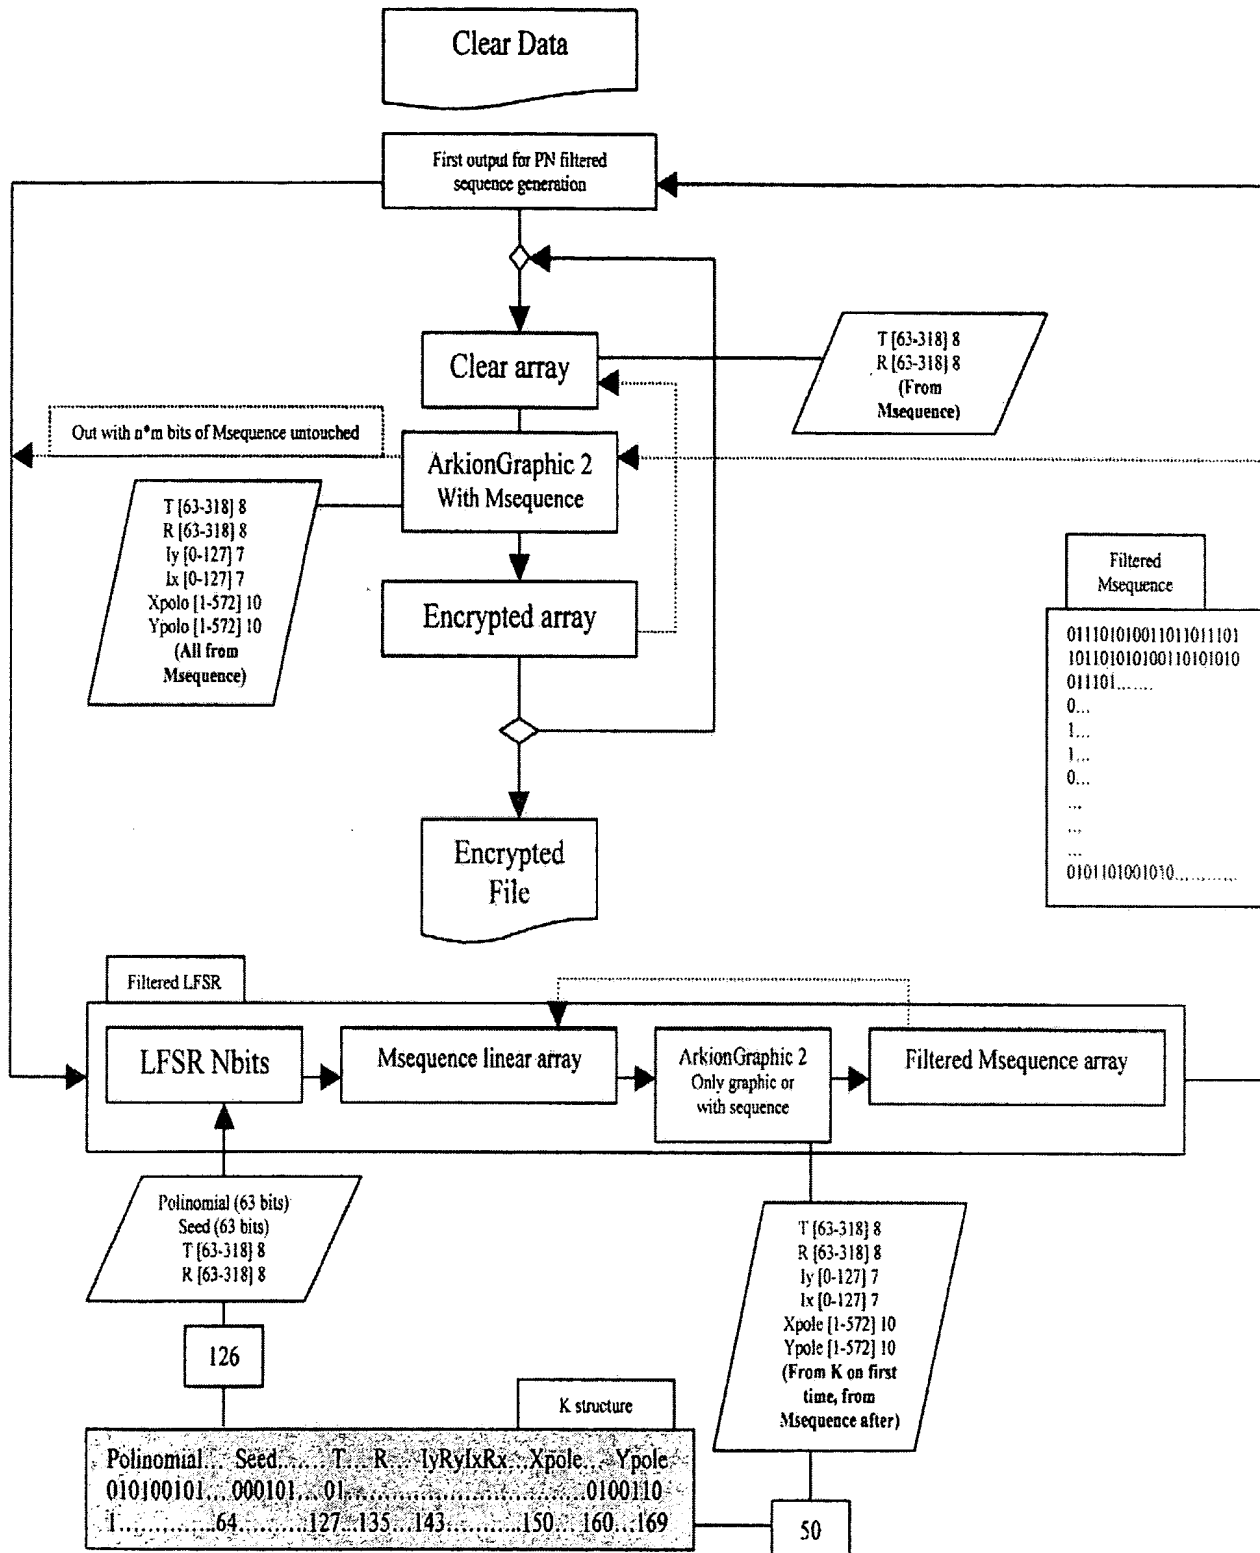 Clear Data
First output for PN filtered
sequence generation
Clear array
T [63-318] 8
R [63-318] 8
(From
Msequence)
Out with n*m bits of Msequence untouched
ArkionGraphic 2
With Msequence
T [63-318] 8
R [63-318] 8
Iy [0-127] 7
Ix [0-127] 7
Xpolo [1-572] 10
Ypolo [1-572] 10
(All from
Msequence)
Encrypted array
Filtered
Msequence
01110101001101101101
10110101010011010101​0
011101.......
0...
1...
1...
0...
...
...
...
0101101001010............
Encrypted
File
Filtered LFSR
LFSR Nbits
Msequence linear array
ArkionGraphic 2
Only graphic or
with sequence
Filtered Msequence array
Polinomial (63 bits)
Seed (63 bits)
T [63-318] 8
R [63-318] 8
T [63-318] 8
R [63-318] 8
Iy [0-127] 7
Ix [0-127] 7
Xpole [1-572] 10
Ypole [1-572] 10
(From K on first
time, from
Msequence after)
126
K structure
Polinomial... Seed....... T... R... IyRyIxRx...Xpole... Ypole
010100101...000101...01..............................0100110
1.............64.........127...135...143...........150....160...169
50